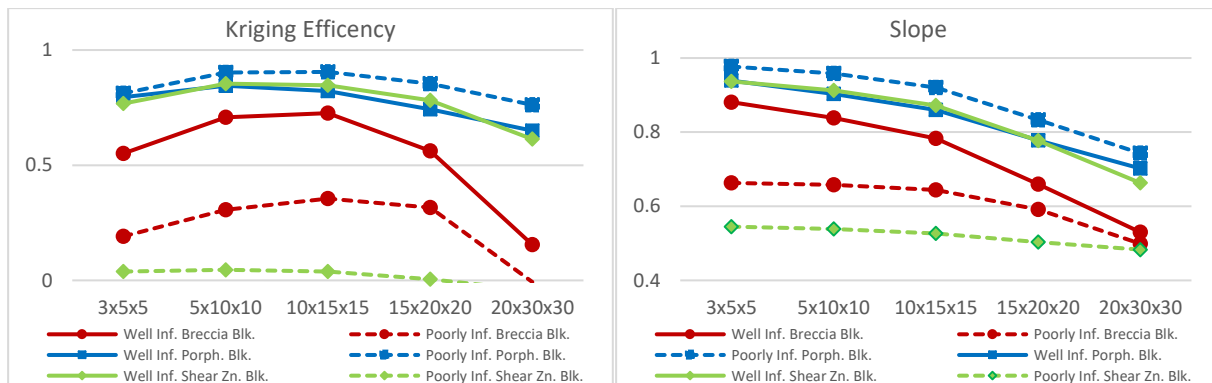 Kriging Efficency
1
0.5
0
3x5x5 5x10x10 10x15x15 15x20x20 20x30x30
Well Inf. Breccia Blk. Poorly Inf. Breccia Blk.
Well Inf. Porph. Blk. Poorly Inf. Porph. Blk.
Well Inf. Shear Zn. Blk. Poorly Inf. Shear Zn. Blk.
Slope
1
0.8
0.6
0.4
3x5x5 5x10x10 10x15x15 15x20x20 20x30x30
Well Inf. Breccia Blk. Poorly Inf. Breccia Blk.
Poorly Inf. Porph. Blk. Well Inf. Porph. Blk.
Well Inf. Shear Zn. Blk. Poorly Inf. Shear Zn. Blk.